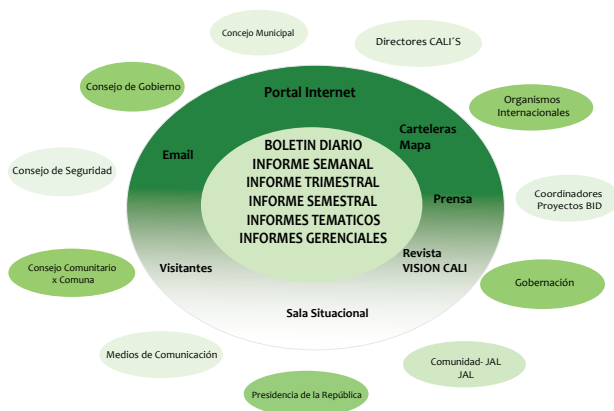 Concejo Municipal
Directores CALI´S
Consejo de Gobierno
Portal Internet
Organismos
Internacionales
Carteleras
Mapa
Email
BOLETIN DIARIO
INFORME SEMANAL
INFORME TRIMESTRAL
INFORME SEMESTRAL
INFORMES TEMATICOS
INFORMES GERENCIALES
Consejo de Seguridad
Prensa
Coordinadores
Proyectos BID
Consejo Comunitario
x Comuna
Visitantes
Revista
VISION CALI
Gobernación
Sala Situacional
Medios de Comunicación
Comunidad- JAL
JAL
Presidencia de la República